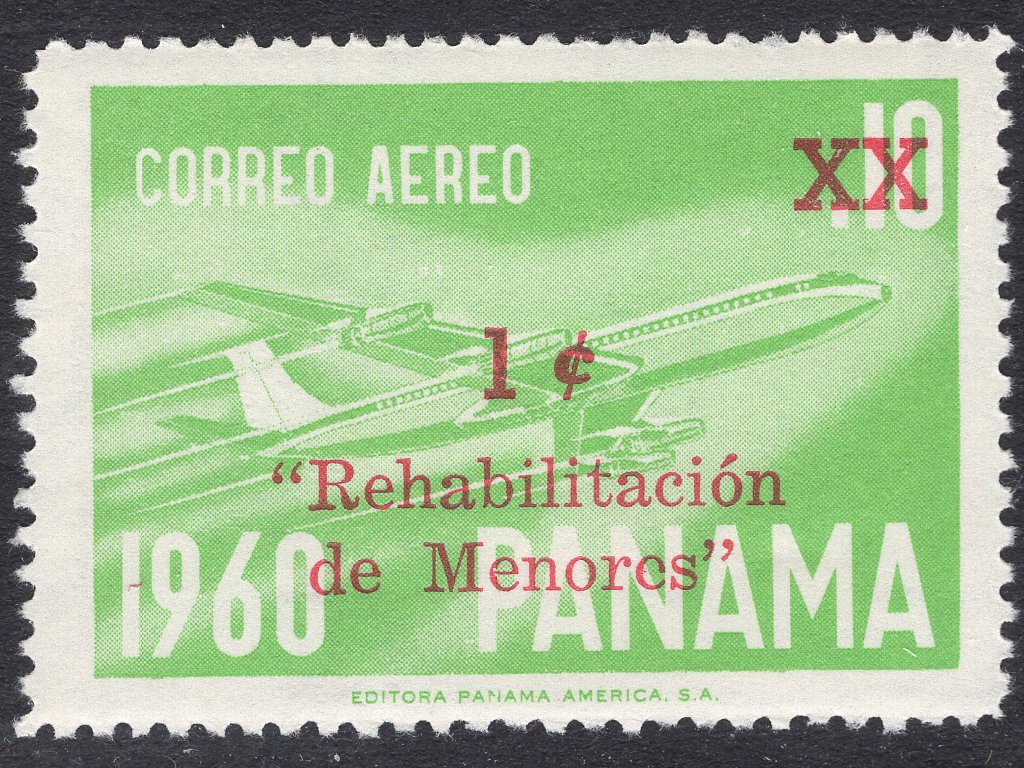 CORREO AEREO
.10
XX
1 ¢
“Rehabilitación
de Menorcs”
1960 PANAMA
EDITORA PANAMA AMERICA, S.A.